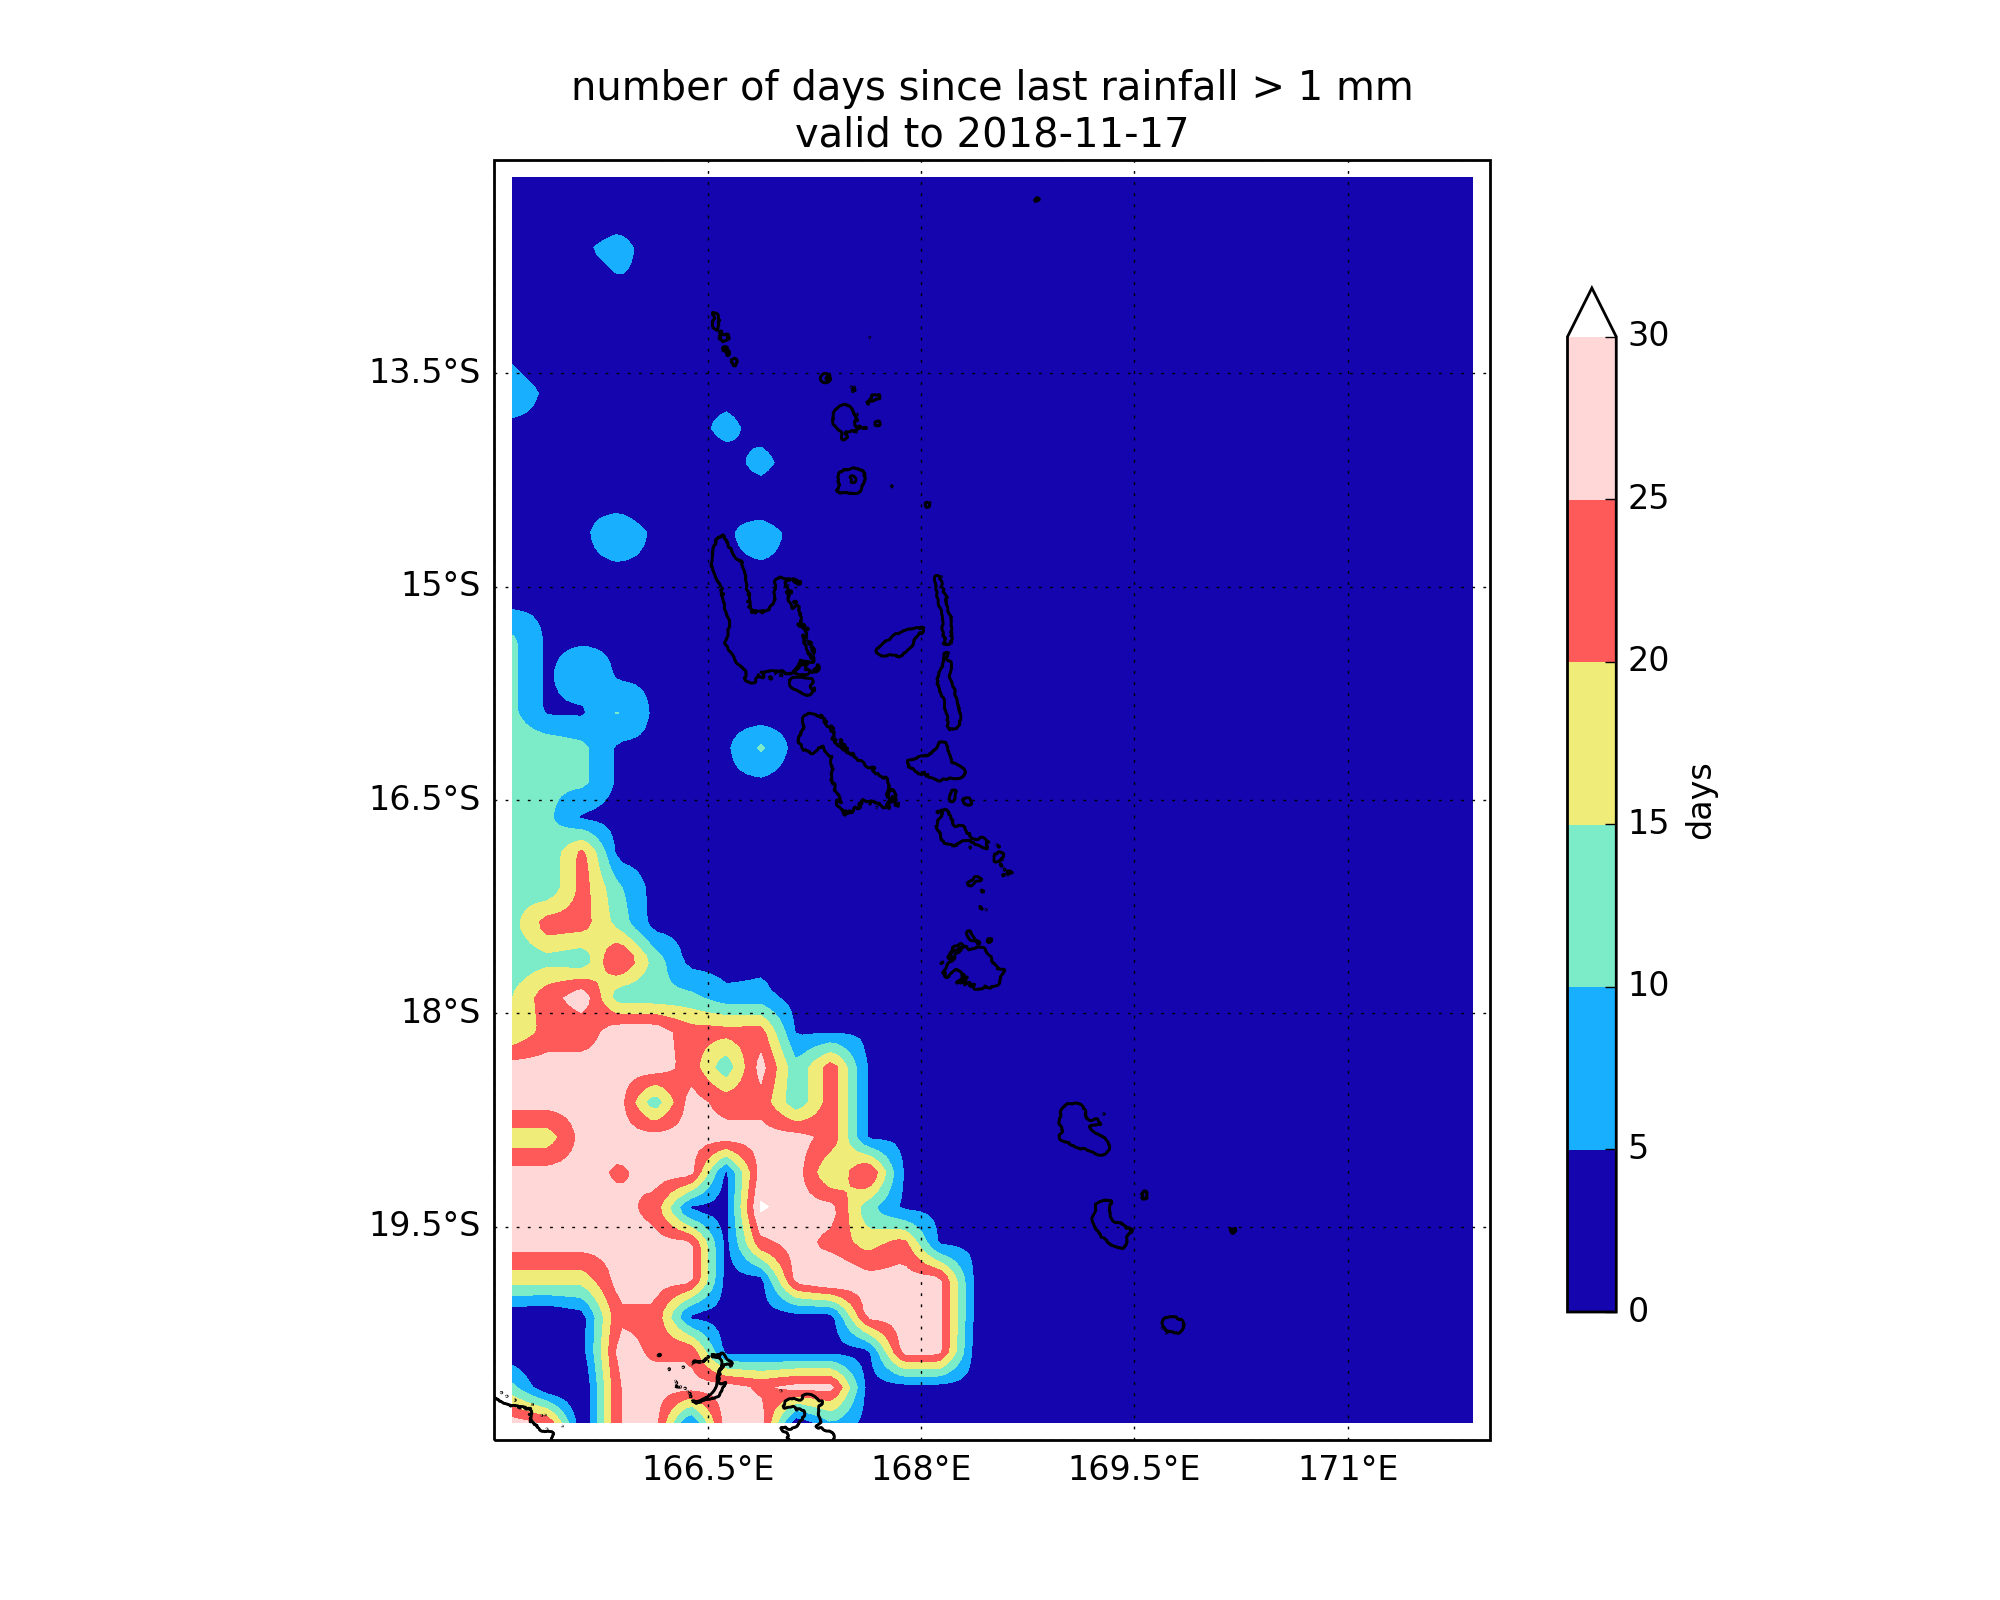 number of days since last rainfall > 1 mm
valid to 2018-11-17
13.5°S
15°S
16.5°S
18°S
19.5°S
166.5°E
168°E
169.5°E
171°E
30
25
20
15
10
5
0
days